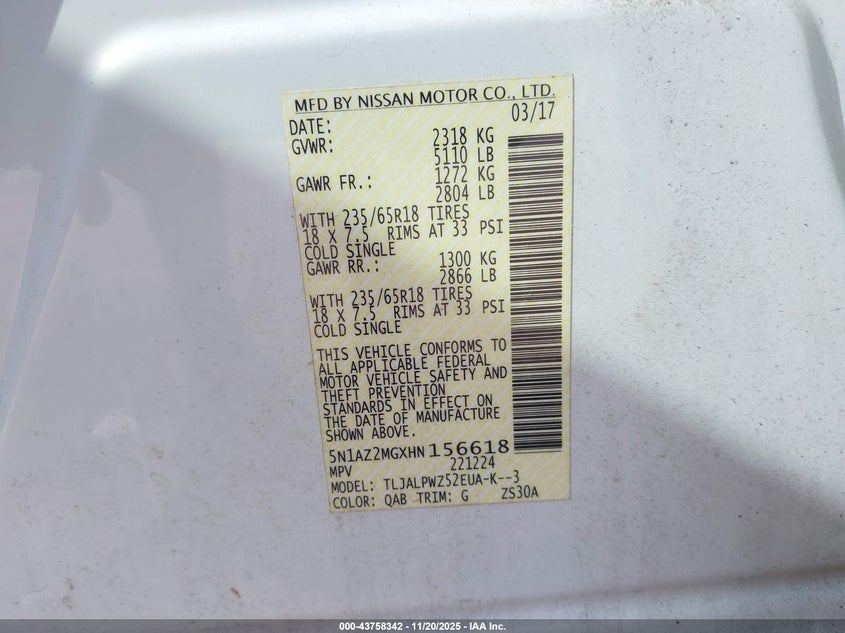 MFD BY NISSAN MOTOR CO., LTD.
DATE: 03/17
GVWR: 2318 KG
5110 LB
GAWR FR.: 1272 KG
2804 LB
WITH 235/65R18 TIRES
18 X 7.5 RIMS AT 33 PSI
COLD SINGLE
GAWR RR.: 1300 KG
2866 LB
WITH 235/65R18 TIRES
18 X 7.5 RIMS AT 33 PSI
COLD SINGLE
THIS VEHICLE CONFORMS TO
ALL APPLICABLE FEDERAL
MOTOR VEHICLE SAFETY AND
THEFT PREVENTION
STANDARDS IN EFFECT ON
THE DATE OF MANUFACTURE
SHOWN ABOVE.
5N1AZ2MGXHN156618
MPV 221224
MODEL: TLJALPWZ52EUA-K--3
COLOR: QAB TRIM: G ZS30A
000-43758342 - 11/20/2025 - IAA Inc.